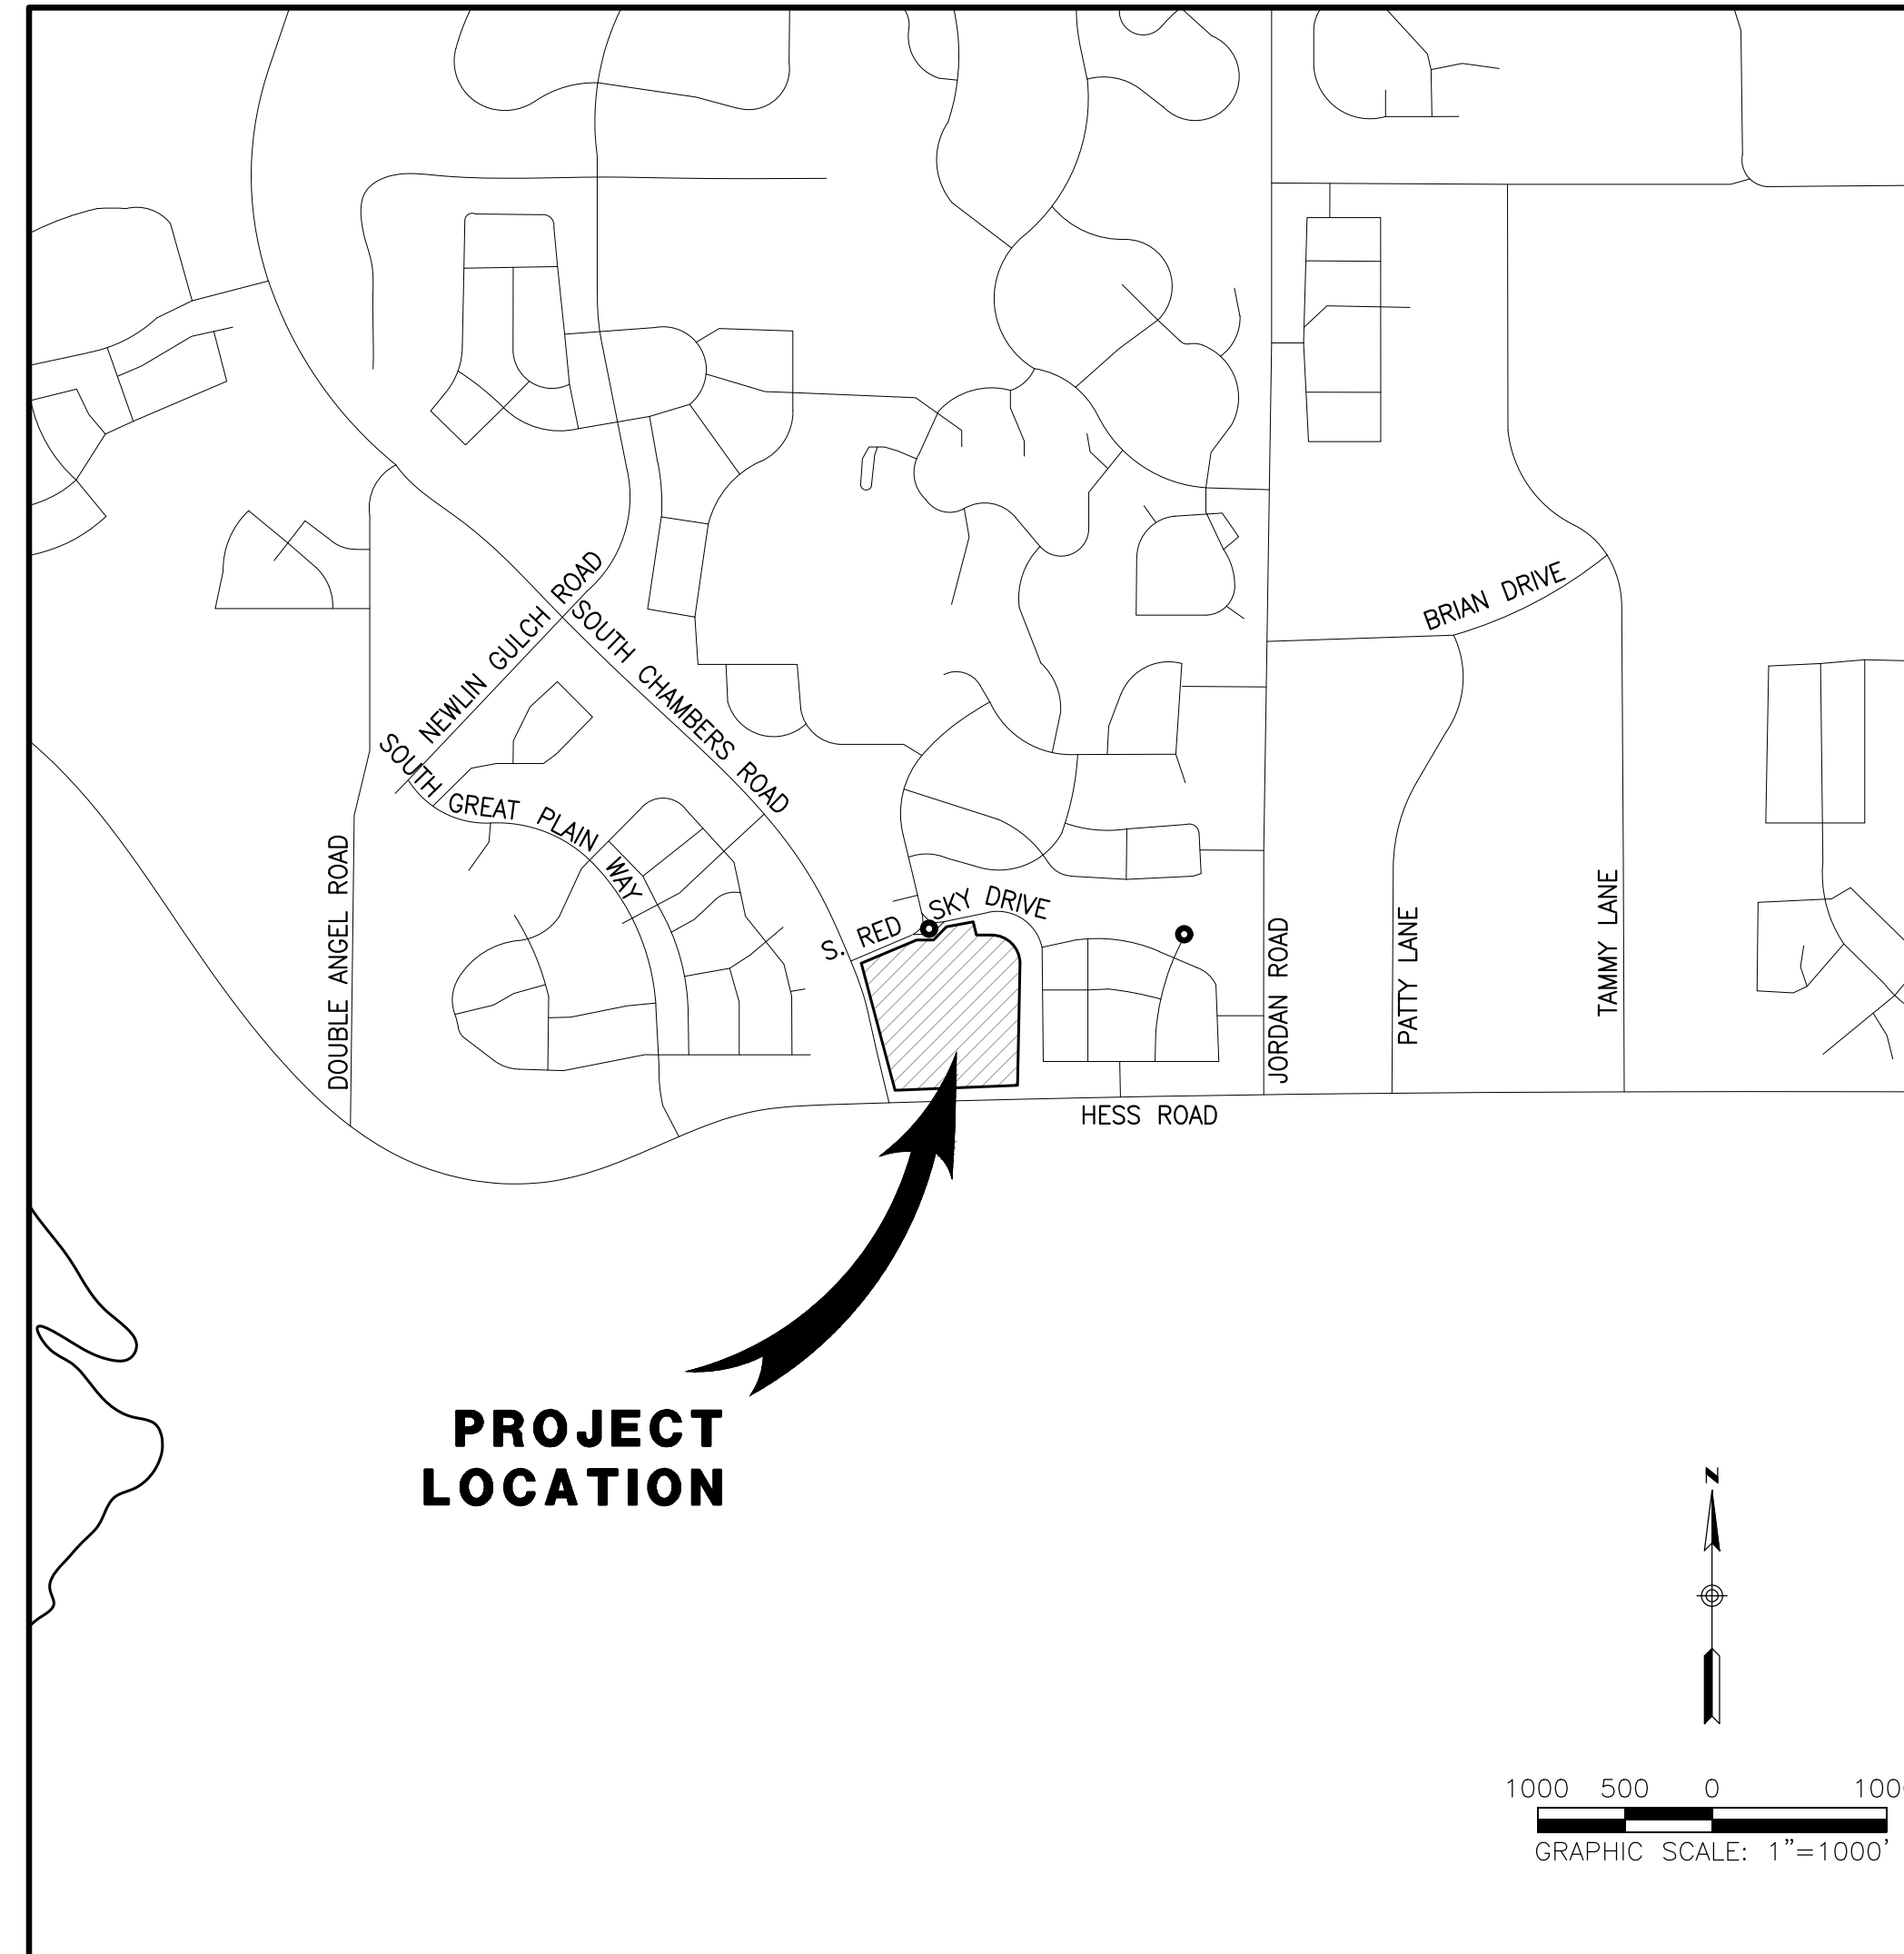 BRIAN DRIVE
NEWLIN GULCH ROAD
SOUTH CHAMBERS ROAD
SOUTH GREAT PLAIN WAY
DOUBLE ANGEL ROAD
S. RED SKY DRIVE
JORDAN ROAD
PATTY LANE
TAMMY LANE
HESS ROAD
PROJECT
LOCATION
N
1000 500 0 100
GRAPHIC SCALE: 1"=1000'